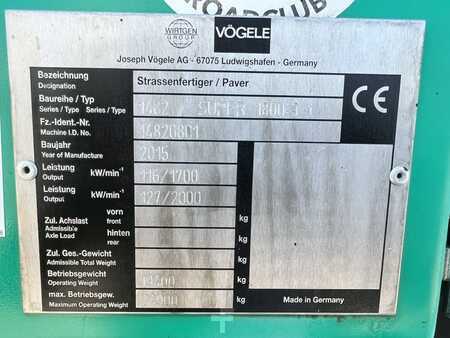 ROADCLUB
WIRTGEN GROUP VÖGELE
Joseph Vögele AG - 67075 Ludwigshafen - Germany
Bezeichnung
Designation
Strassenfertiger / Paver
Baureihe / Typ
Series / Type Series / Type
1482 / SUPER 1800-3
CE
Fz.-Ident.-Nr.
Machine I.D. No.
14820801
Baujahr
Year of Manufacture
2015
Leistung kW/min⁻¹
Output
116/1700
Leistung kW/min⁻¹
Output
127/2000
Zul. Achslast vorn
Admissible front
Axle Load hinten
rear
kg
kg
Zul. Ges.-Gewicht
Admissible Total Weight
kg
Betriebsgewicht
Operating Weight
kg
max. Betriebsgew.
Maximum Operating Weight
kg
Made in Germany